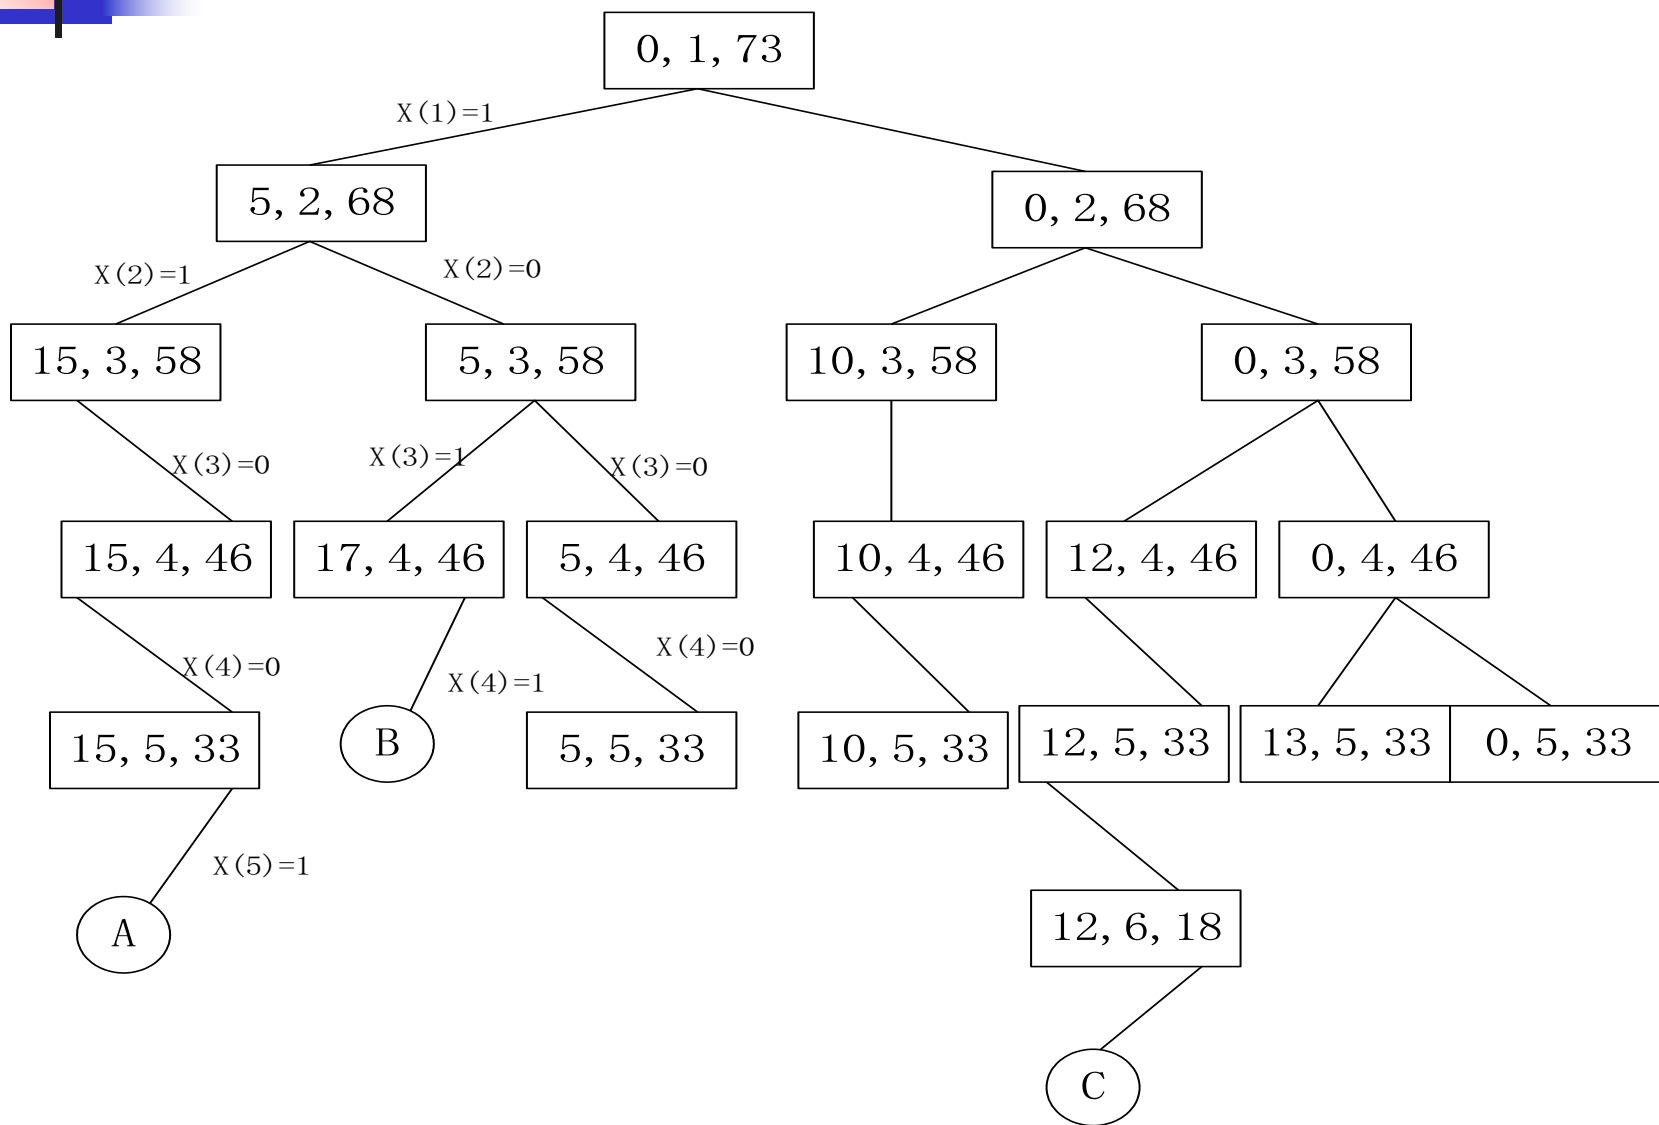 0, 1, 73
X(1)=1
5, 2, 68
0, 2, 68
X(2)=1
X(2)=0
15, 3, 58
5, 3, 58
10, 3, 58
0, 3, 58
X(3)=0
X(3)=1
X(3)=0
15, 4, 46
17, 4, 46
5, 4, 46
10, 4, 46
12, 4, 46
0, 4, 46
X(4)=0
X(4)=1
X(4)=0
15, 5, 33
B
5, 5, 33
10, 5, 33
12, 5, 33
13, 5, 33
0, 5, 33
X(5)=1
A
12, 6, 18
C